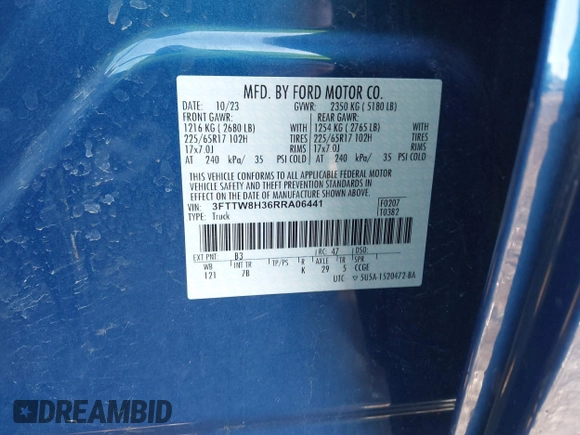 MFD. BY FORD MOTOR CO.
DATE: 10/23 GVWR: 2350 KG ( 5180 LB)
FRONT GAWR: REAR GAWR:
1216 KG ( 2680 LB) WITH 1254 KG ( 2765 LB) WITH
225/65R17 102H TIRES 225/65R17 102H TIRES
17x7.0J RIMS 17x7.0J RIMS
AT 240 kPa/ 35 PSI COLD AT 240 kPa/ 35 PSI COLD
THIS VEHICLE CONFORMS TO ALL APPLICABLE FEDERAL MOTOR
VEHICLE SAFETY AND THEFT PREVENTION STANDARDS IN
EFFECT ON THE DATE OF MANUFACTURE SHOWN ABOVE.
VIN: 3FTTW8H36RRA06441 F0207
TYPE: Truck T0382
EXT PNT: B3 RC: 47 DSO:
WB INT TR TP/PS R AXLE TR SPR
121 7B K 29 5 CCGE
UTC ▽ 5U5A-1520472-BA
DREAMBID